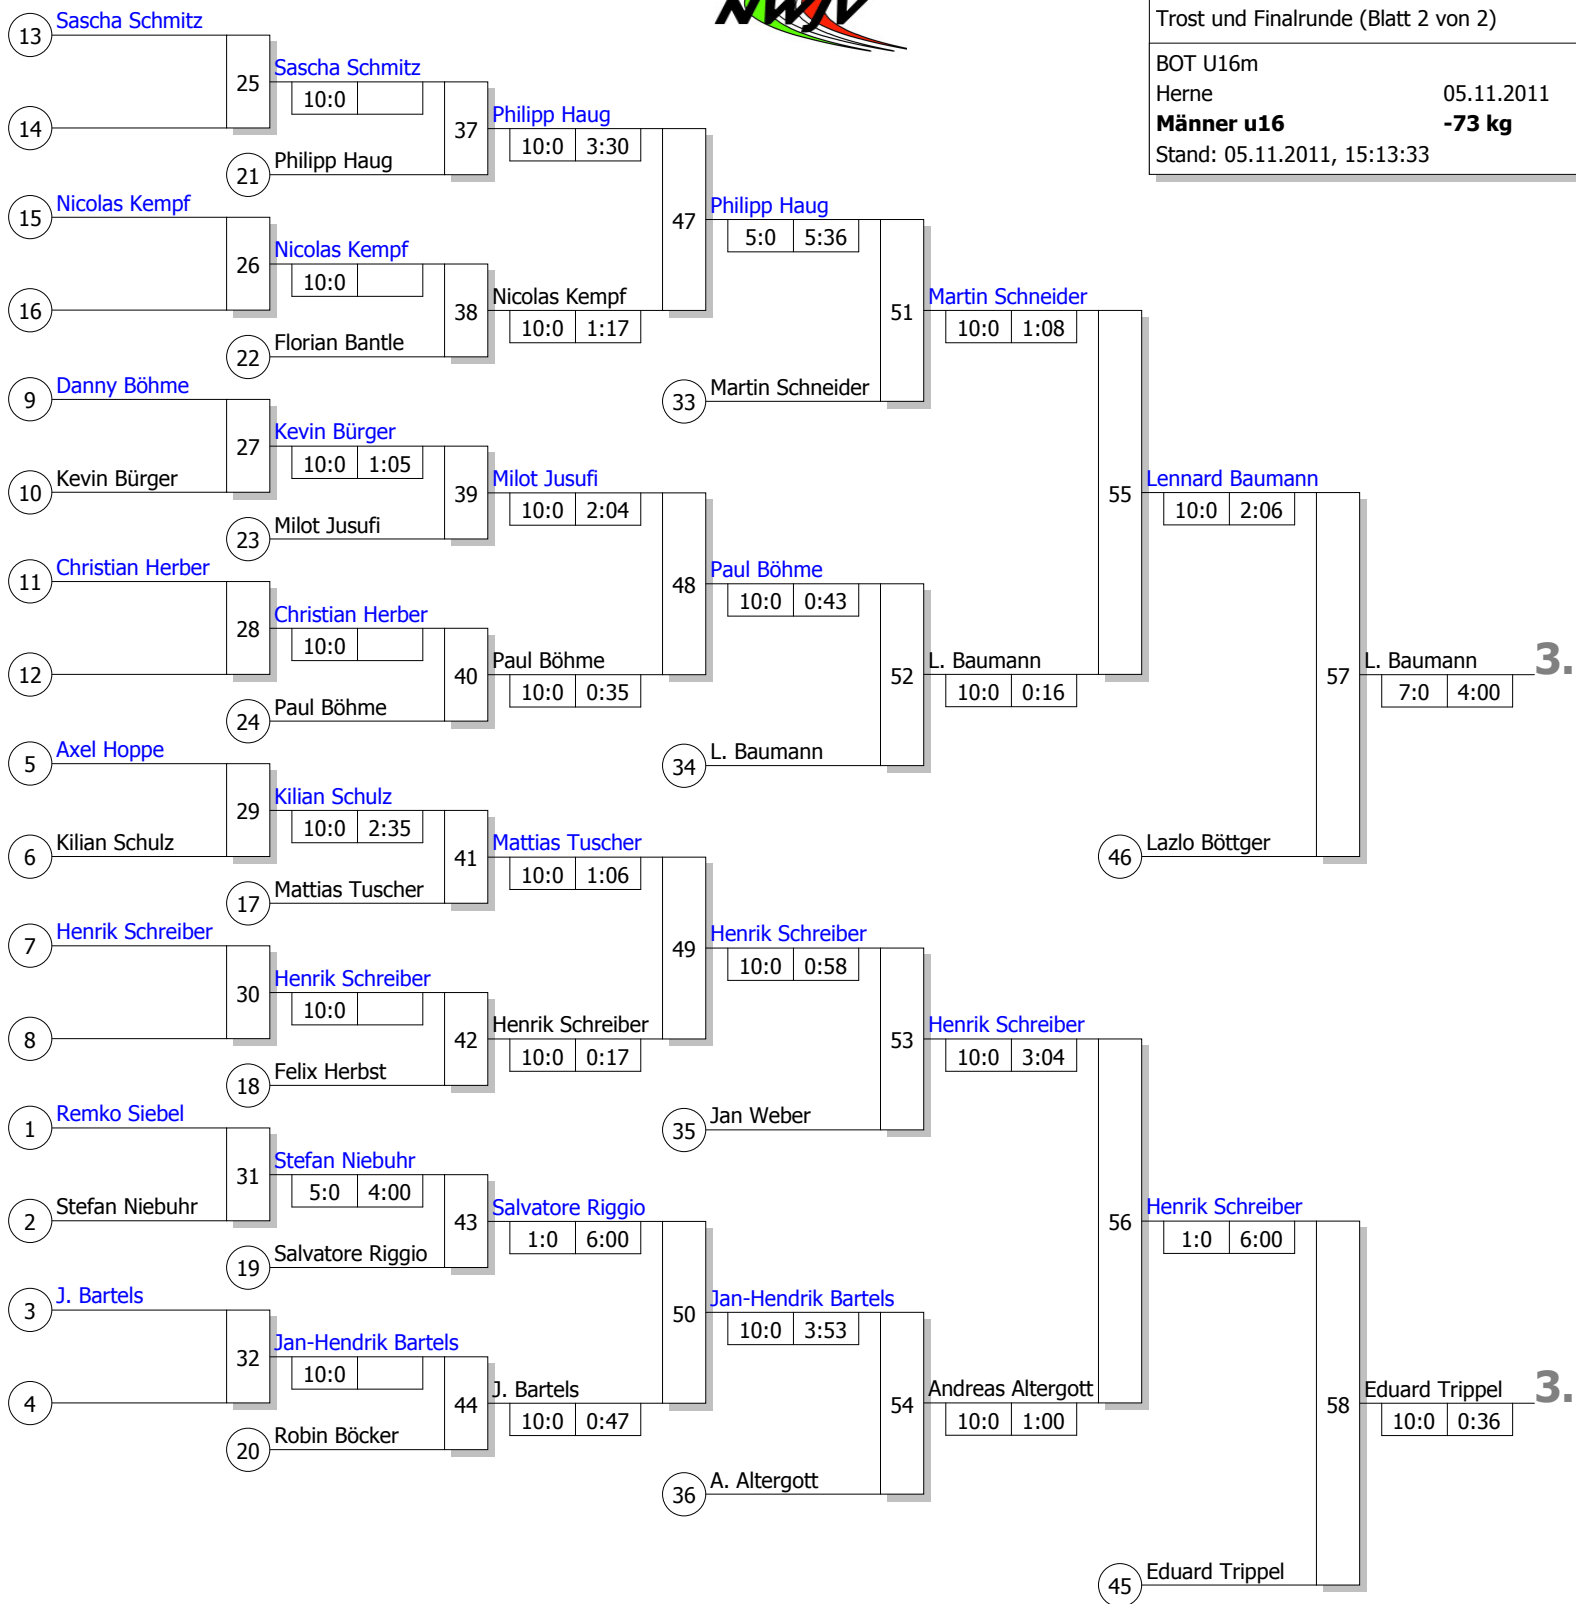 NWJV
Trost und Finalrunde (Blatt 2 von 2)
BOT U16m
Herne 05.11.2011
Männer u16 -73 kg
Stand: 05.11.2011, 15:13:33
13 Sascha Schmitz
25 Sascha Schmitz
10:0
14
37 Philipp Haug
10:0 3:30
21 Philipp Haug
15 Nicolas Kempf
47 Philipp Haug
5:0 5:36
26 Nicolas Kempf
10:0
16
38 Nicolas Kempf
10:0 1:17
22 Florian Bantle
51 Martin Schneider
10:0 1:08
33 Martin Schneider
9 Danny Böhme
27 Kevin Bürger
10:0 1:05
10 Kevin Bürger
39 Milot Jusufi
10:0 2:04
23 Milot Jusufi
55 Lennard Baumann
10:0 2:06
11 Christian Herber
48 Paul Böhme
10:0 0:43
28 Christian Herber
10:0
12
40 Paul Böhme
10:0 0:35
24 Paul Böhme
52 L. Baumann
10:0 0:16
57 L. Baumann 3.
7:0 4:00
34 L. Baumann
5 Axel Hoppe
29 Kilian Schulz
10:0 2:35
6 Kilian Schulz
41 Mattias Tuscher
10:0 1:06
46 Lazlo Böttger
17 Mattias Tuscher
7 Henrik Schreiber
49 Henrik Schreiber
10:0 0:58
30 Henrik Schreiber
10:0
8
42 Henrik Schreiber
10:0 0:17
18 Felix Herbst
53 Henrik Schreiber
10:0 3:04
35 Jan Weber
1 Remko Siebel
31 Stefan Niebuhr
5:0 4:00
2 Stefan Niebuhr
43 Salvatore Riggio
1:0 6:00
19 Salvatore Riggio
56 Henrik Schreiber
1:0 6:00
3 J. Bartels
50 Jan-Hendrik Bartels
10:0 3:53
32 Jan-Hendrik Bartels
10:0
4
44 J. Bartels
10:0 0:47
20 Robin Böcker
54 Andreas Altergott
10:0 1:00
58 Eduard Trippel 3.
10:0 0:36
36 A. Altergott
45 Eduard Trippel